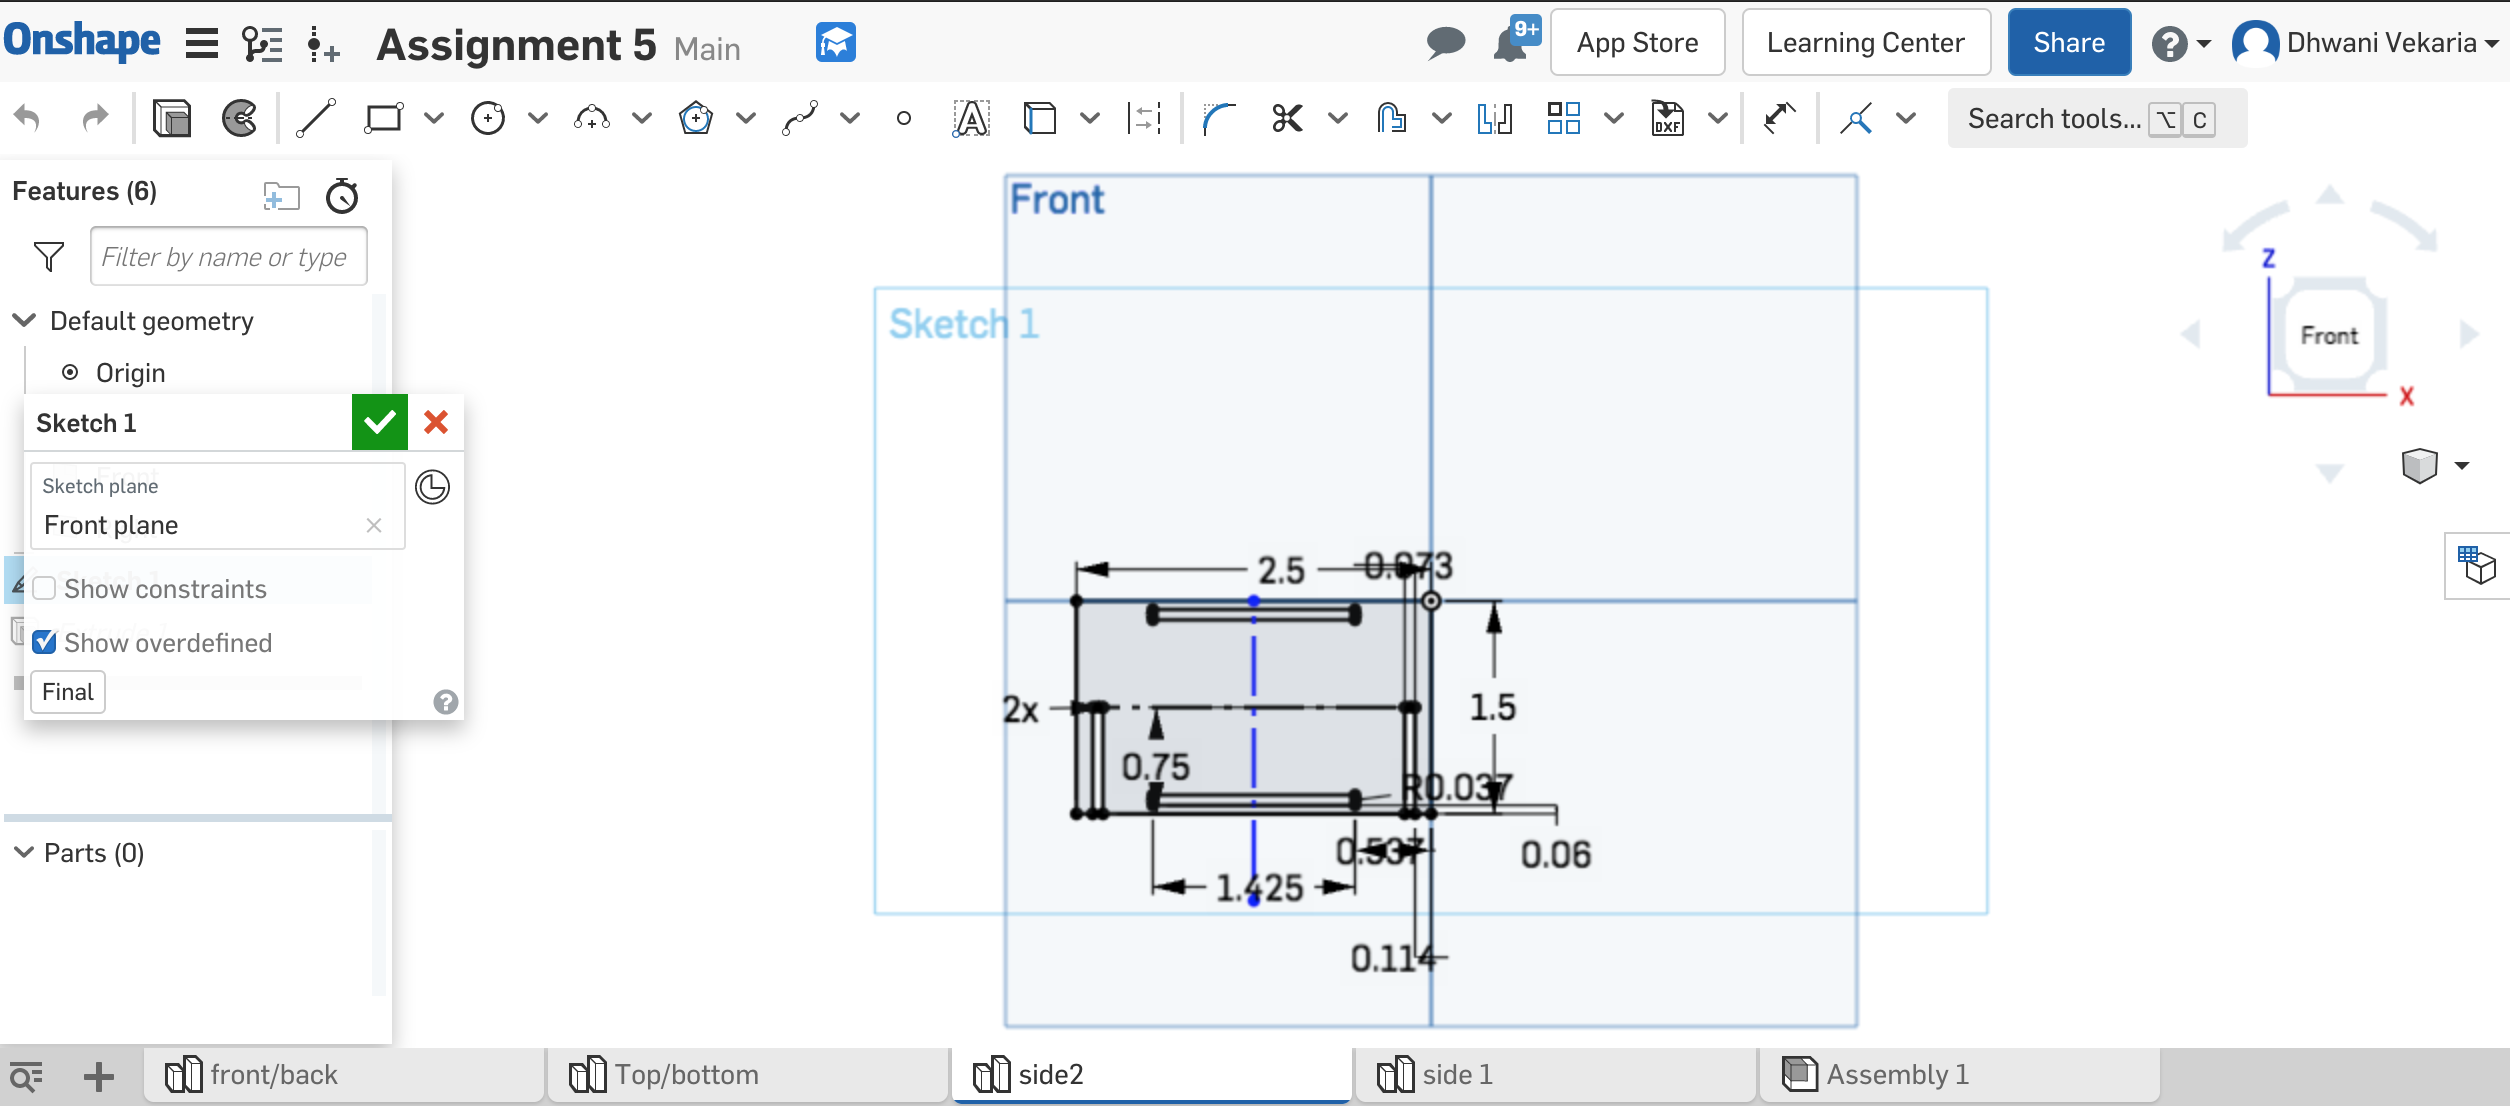 Onshape
Assignment 5 Main
9+
App Store
Learning Center
Share
?
Dhwani Vekaria
A
DXF
Search tools... ⌥ C
Features (6)
Filter by name or type
Default geometry
Origin
Sketch 1
Sketch plane
Front plane
Show constraints
Show overdefined
Final
?
Parts (0)
Front
Sketch 1
2.5
0.073
2x
0.75
1.5
R0.037
0.537
0.06
1.425
0.114
Z
Front
X
front/back
Top/bottom
side2
side 1
Assembly 1